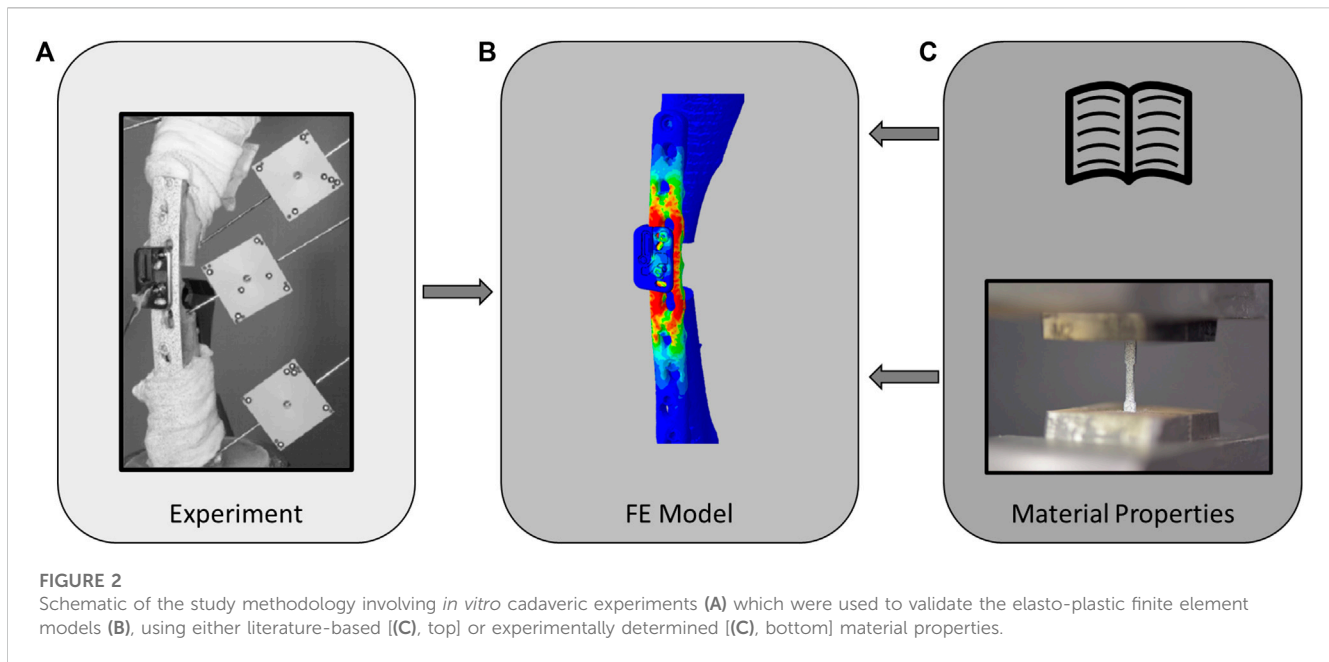 A
B
C
Experiment
FE Model
Material Properties
FIGURE 2
Schematic of the study methodology involving in vitro cadaveric experiments (A) which were used to validate the elasto-plastic finite element
models (B), using either literature-based [(C), top] or experimentally determined [(C), bottom] material properties.